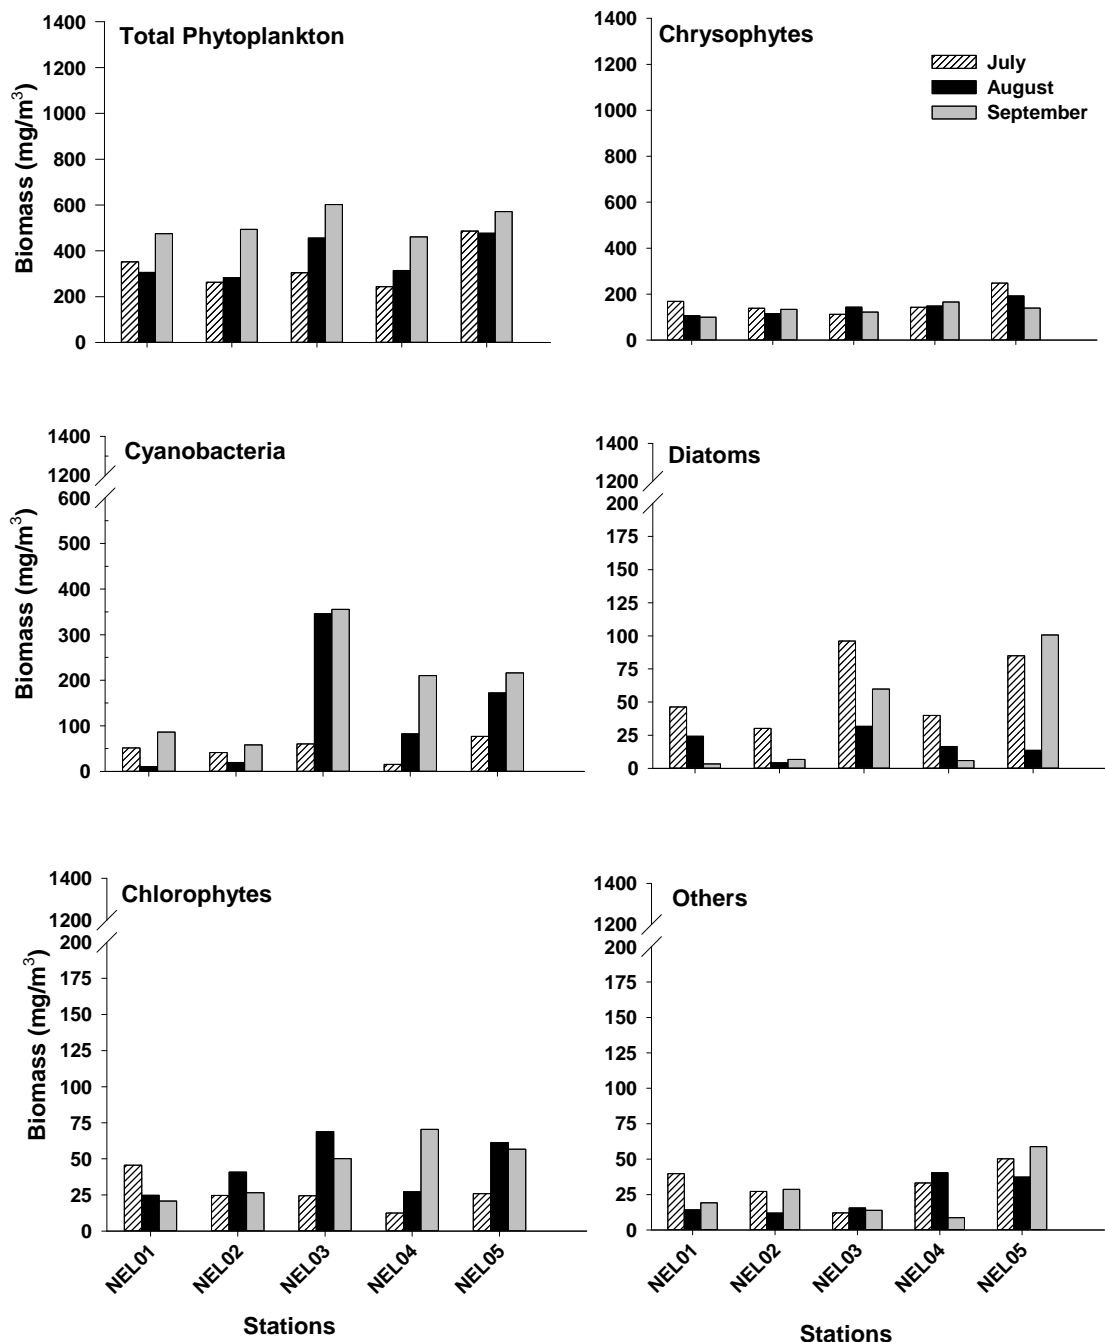 Total Phytoplankton
1400
1200
1000
800
600
400
200
0
Biomass (mg/m³)
Chrysophytes
July
August
September
1400
1200
1000
800
600
400
200
0
Cyanobacteria
1400
1200
600
500
400
300
200
100
0
Biomass (mg/m³)
Diatoms
1400
1200
200
175
150
125
100
75
50
25
0
Chlorophytes
1400
1200
200
175
150
125
100
75
50
25
0
Biomass (mg/m³)
NEL01
NEL02
NEL03
NEL04
NEL05
Stations
Others
1400
1200
200
175
150
125
100
75
50
25
0
NEL01
NEL02
NEL03
NEL04
NEL05
Stations